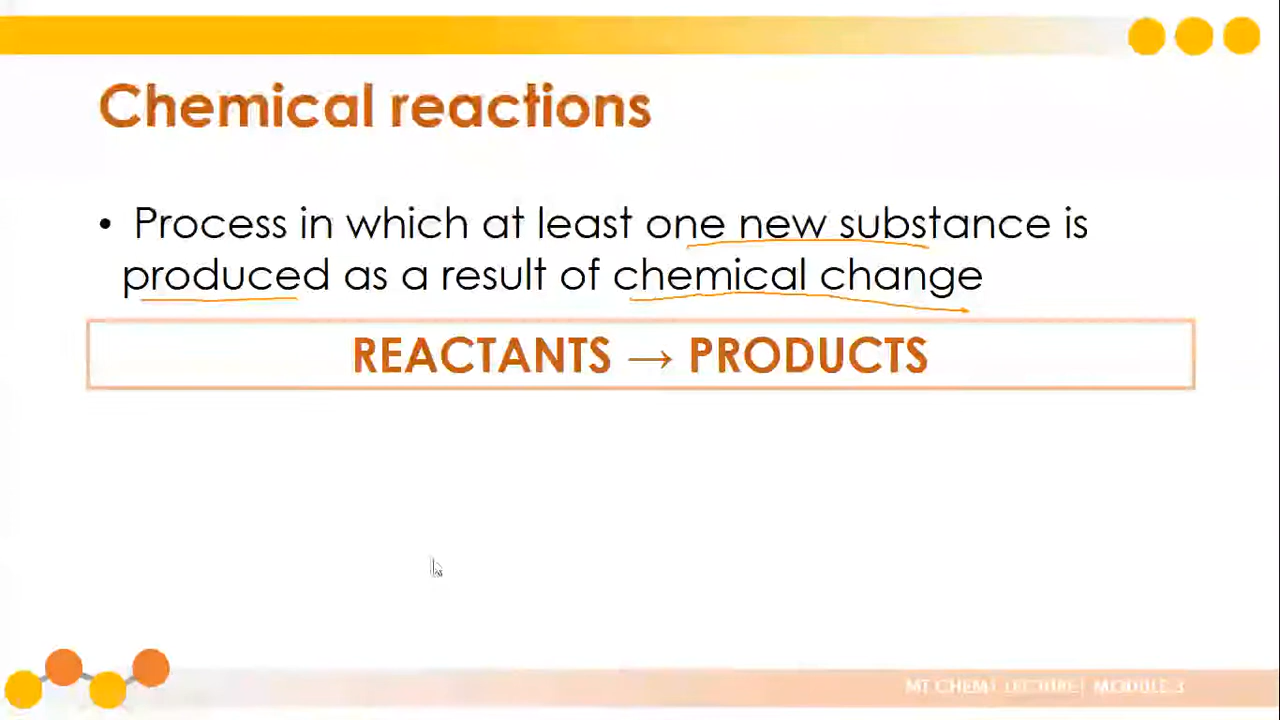 Chemical reactions
• Process in which at least one new substance is
produced as a result of chemical change
REACTANTS → PRODUCTS
MT CHEM1 LECTURE| MODULE 3